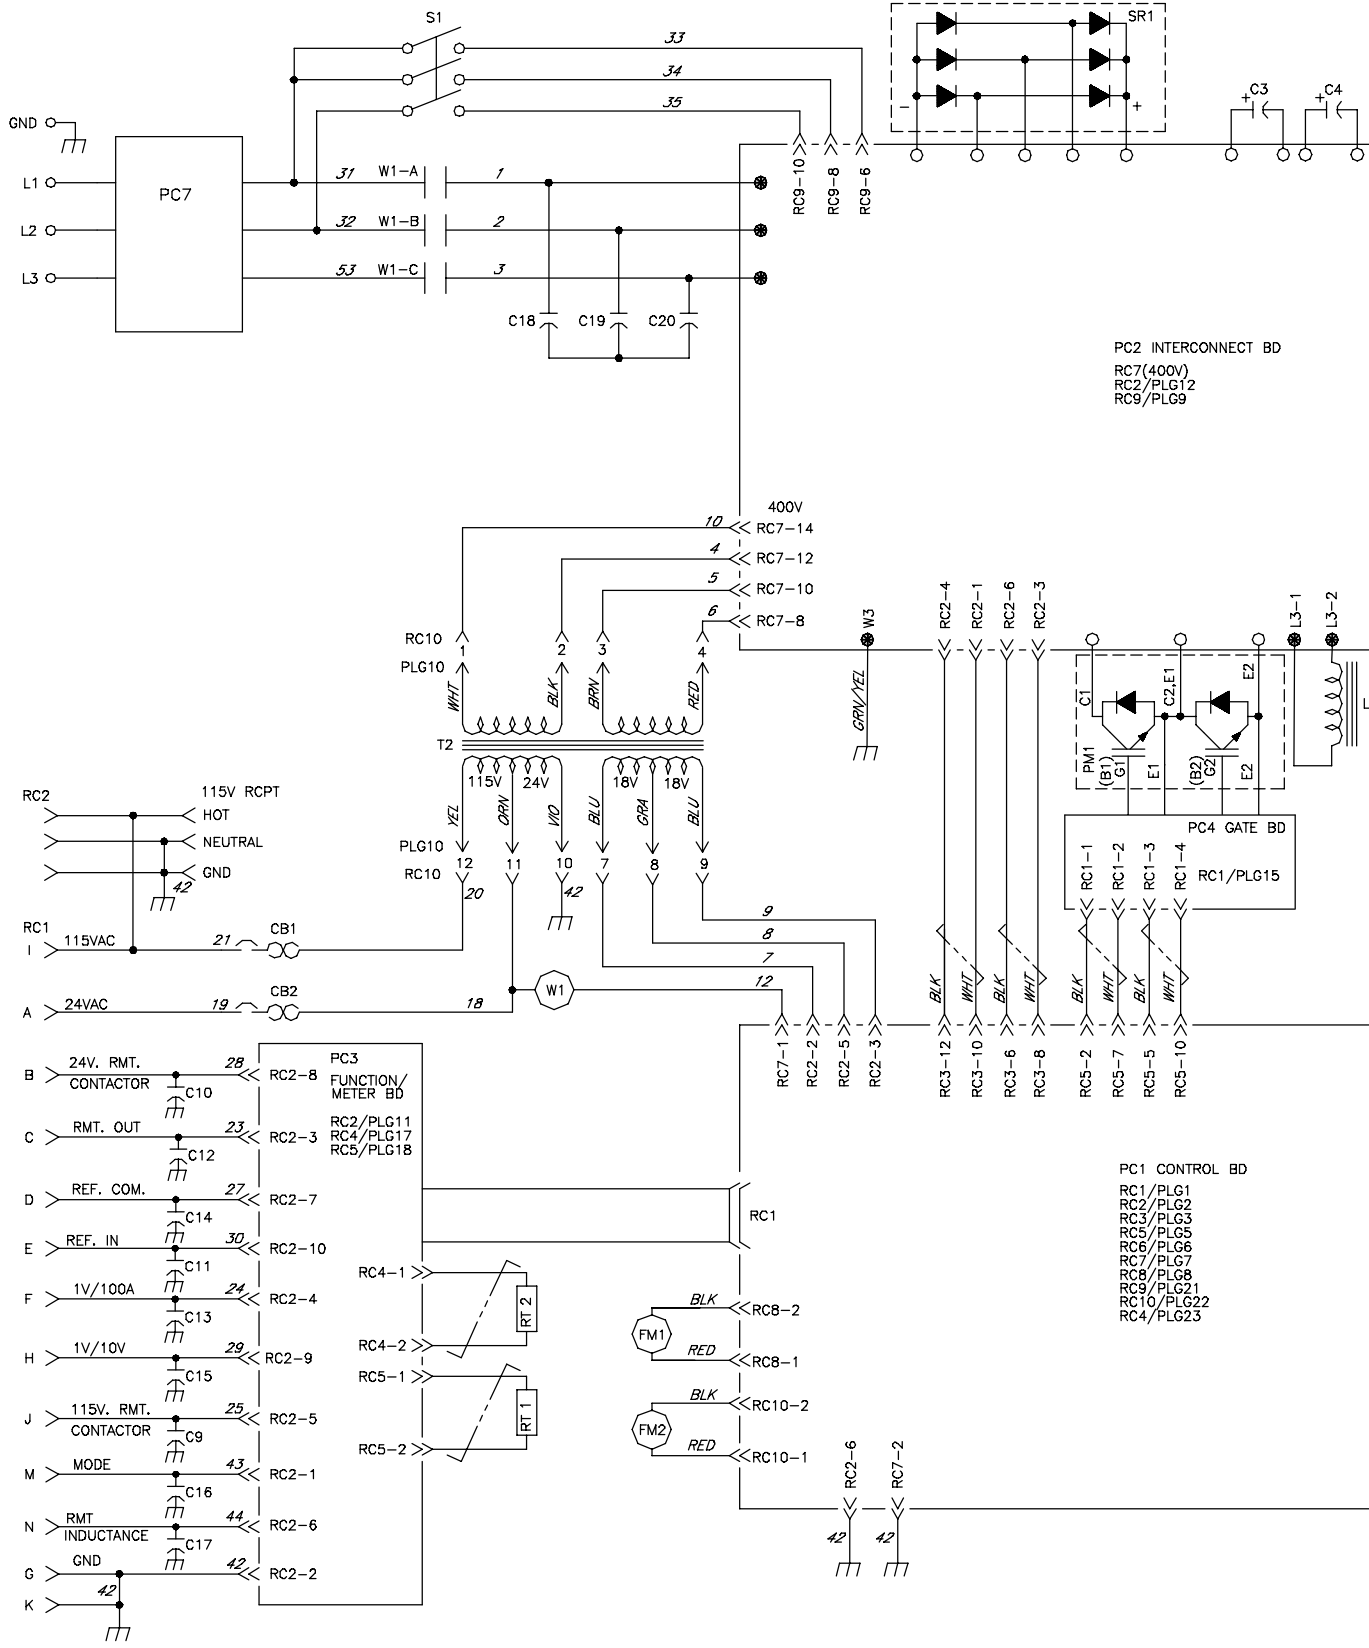 S1
33
34
35
SR1
-
+
+
C3
+
C4
GND
L1
L2
L3
PC7
31
W1-A
1
32
W1-B
2
53
W1-C
3
RC9-10
RC9-8
RC9-6
C18
C19
C20
PC2 INTERCONNECT BD
RC7(400V)
RC2/PLG12
RC9/PLG9
400V
10
RC7-14
4
RC7-12
5
RC7-10
6
RC7-8
RC10
1
2
3
4
PLG10
WHT
BLK
BRN
RED
T2
115V
24V
18V
18V
YEL
ORN
VIO
BLU
GRA
BLU
PLG10
12
11
10
7
8
9
RC10
20
42
W3
GRN/YEL
RC2-4
RC2-1
RC2-6
RC2-3
L3-1
L3-2
L
C1
C2,E1
E2
PM1
(B1)
G1
E1
(B2)
G2
E2
PC4 GATE BD
RC1-1
RC1-2
RC1-3
RC1-4
RC1/PLG15
RC2
115V RCPT
HOT
NEUTRAL
GND
42
RC1
I
115VAC
21
CB1
A
24VAC
19
CB2
18
9
8
7
W1
12
BLK
WHT
BLK
WHT
BLK
WHT
BLK
WHT
RC7-1
RC2-2
RC2-5
RC2-3
RC3-12
RC3-10
RC3-6
RC3-8
RC5-2
RC5-7
RC5-5
RC5-10
B
24V. RMT.
CONTACTOR
28
RC2-8
C10
PC3
FUNCTION/
METER BD
RC2/PLG11
RC4/PLG17
RC5/PLG18
C
RMT. OUT
23
RC2-3
C12
D
REF. COM.
27
RC2-7
C14
E
REF. IN
30
RC2-10
C11
F
1V/100A
24
RC2-4
C13
H
1V/10V
29
RC2-9
C15
J
115V. RMT.
CONTACTOR
25
RC2-5
C9
M
MODE
43
RC2-1
C16
N
RMT
INDUCTANCE
44
RC2-6
C17
G
GND
42
RC2-2
K
42
RC4-1
RC4-2
RT 2
RC5-1
RC5-2
RT 1
RC1
FM1
BLK
RC8-2
RED
RC8-1
FM2
BLK
RC10-2
RED
RC10-1
RC2-6
RC7-2
42
42
PC1 CONTROL BD
RC1/PLG1
RC2/PLG2
RC3/PLG3
RC5/PLG5
RC6/PLG6
RC7/PLG7
RC8/PLG8
RC9/PLG21
RC10/PLG22
RC4/PLG23